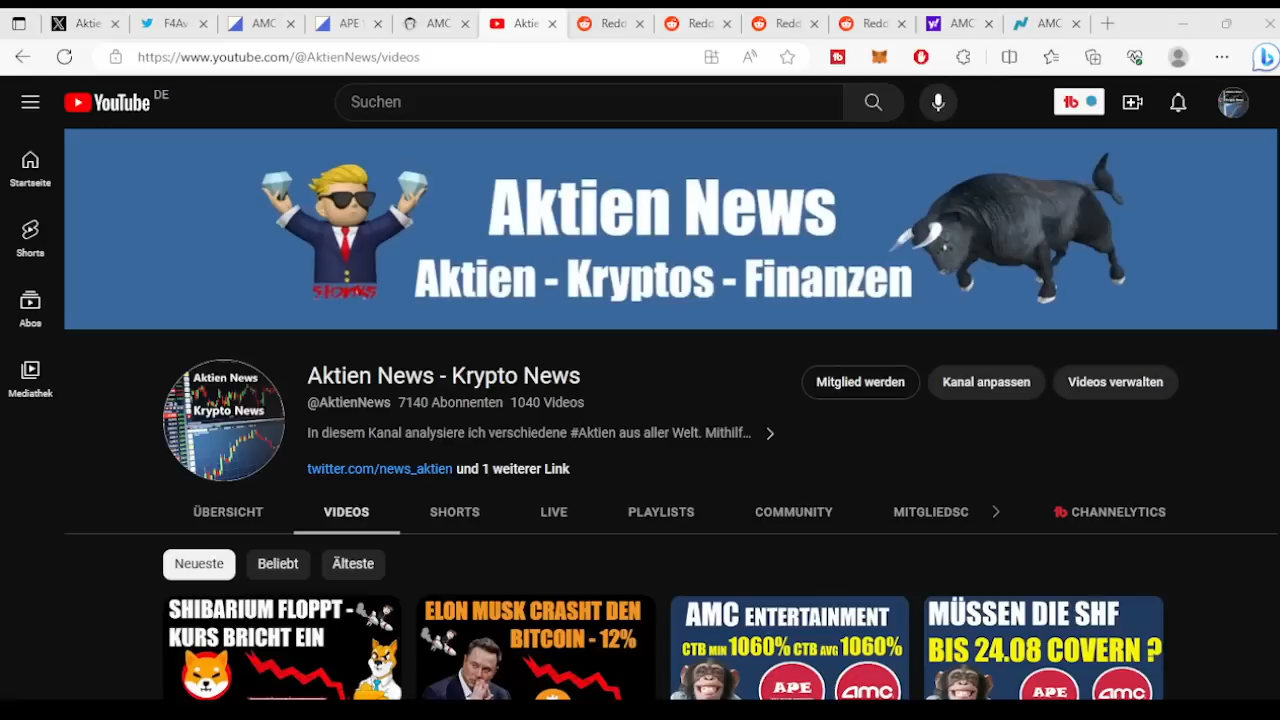 Aktie
F4Av
AMC
APE
AMC
Aktie
Redd
Redd
Redd
Redd
AMC
AMC
https://www.youtube.com/@AktienNews/videos
YouTube DE
Suchen
Startseite
Shorts
Abos
Mediathek
Aktien News
Aktien - Kryptos - Finanzen
STONKS
Aktien News
Krypto News
Aktien News - Krypto News
@AktienNews 7140 Abonnenten 1040 Videos
In diesem Kanal analysiere ich verschiedene #Aktien aus aller Welt. Mithilf...
twitter.com/news_aktien und 1 weiterer Link
Mitglied werden
Kanal anpassen
Videos verwalten
ÜBERSICHT
VIDEOS
SHORTS
LIVE
PLAYLISTS
COMMUNITY
MITGLIEDSC
CHANNELYTICS
Neueste
Beliebt
Älteste
SHIBARIUM FLOPPT -
KURS BRICHT EIN
ELON MUSK CRASHT DEN
BITCOIN - 12%
AMC ENTERTAINMENT
CTB MIN 1060% CTB AVG 1060%
APE
amc
MÜSSEN DIE SHF
BIS 24.08 COVERN ?
APE
amc